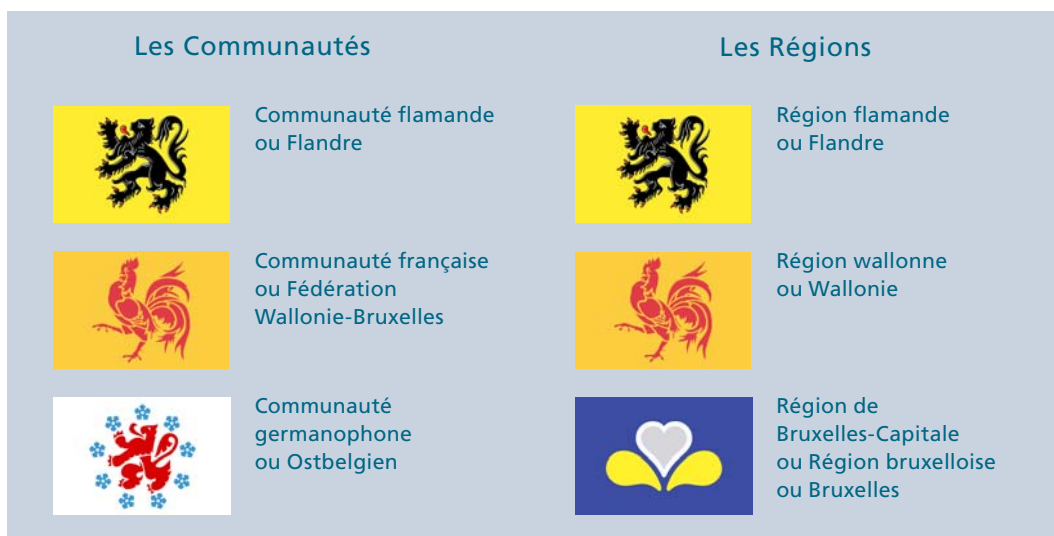 Les Communautés
Communauté flamande
ou Flandre
Communauté française
ou Fédération
Wallonie-Bruxelles
Communauté
germanophone
ou Ostbelgien
Les Régions
Région flamande
ou Flandre
Région wallonne
ou Wallonie
Région de
Bruxelles-Capitale
ou Région bruxelloise
ou Bruxelles